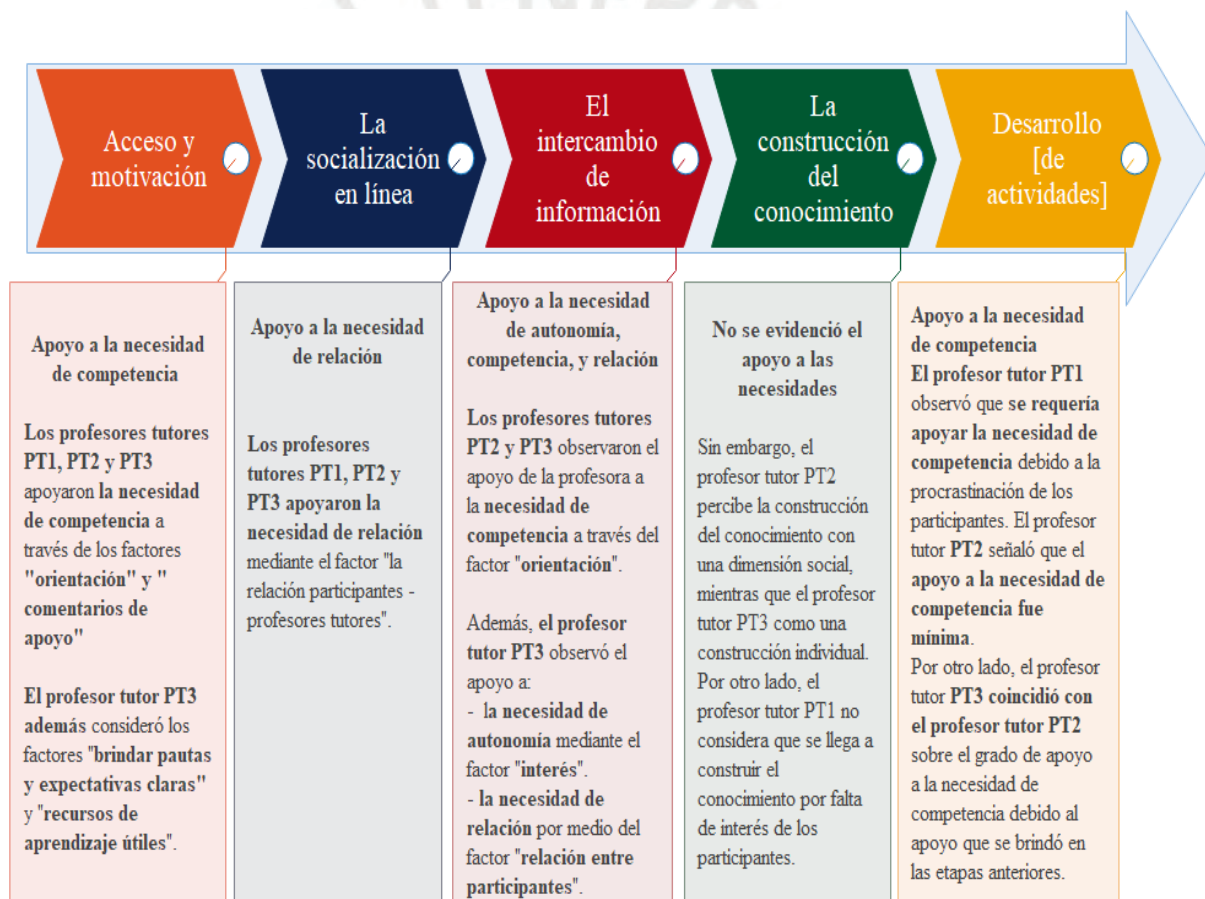 Acceso y
motivación
La
socialización
en línea
El
intercambio
de
información
La
construcción
del
conocimiento
Desarrollo
[de
actividades]
Apoyo a la necesidad
de competencia
Los profesores tutores
PT1, PT2 y PT3
apoyaron la necesidad
de competencia a
través de los factores
"orientación" y "
comentarios de
apoyo"
El profesor tutor PT3
además consideró los
factores "brindar pautas
y expectativas claras"
y "recursos de
aprendizaje útiles".
Apoyo a la necesidad
de relación
Los profesores
tutores PT1, PT2 y
PT3 apoyaron la
necesidad de relación
mediante el factor "la
relación participantes -
profesores tutores".
Apoyo a la necesidad
de autonomía,
competencia, y relación
Los profesores tutores
PT2 y PT3 observaron el
apoyo de la profesora a
la necesidad de
competencia a través del
factor "orientación".
Además, el profesor
tutor PT3 observó el
apoyo a:
- la necesidad de
autonomía mediante el
factor "interés".
- la necesidad de
relación por medio del
factor "relación entre
participantes".
No se evidenció el
apoyo a las
necesidades
Sin embargo, el
profesor tutor PT2
percibe la construcción
del conocimiento con
una dimensión social,
mientras que el profesor
tutor PT3 como una
construcción individual.
Por otro lado, el
profesor tutor PT1 no
considera que se llega a
construir el
conocimiento por falta
de interés de los
participantes.
Apoyo a la necesidad
de competencia
El profesor tutor PT1
observó que se requería
apoyar la necesidad de
competencia debido a la
procrastinación de los
participantes. El profesor
tutor PT2 señaló que el
apoyo a la necesidad de
competencia fue
mínima.
Por otro lado, el profesor
tutor PT3 coincidió con
el profesor tutor PT2
sobre el grado de apoyo
a la necesidad de
competencia debido al
apoyo que se brindó en
las etapas anteriores.